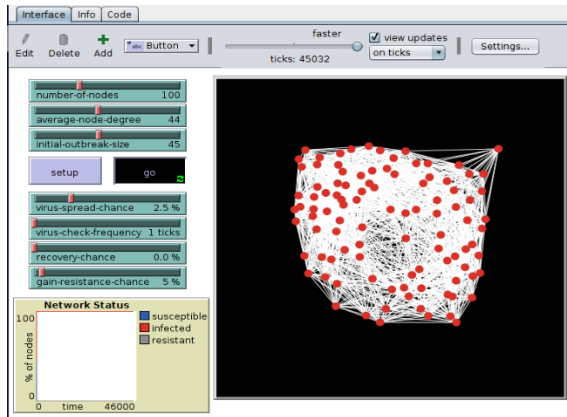 Interface Info Code
Edit Delete Add abc Button faster view updates
ticks: 45032 on ticks Settings...
number-of-nodes 100
average-node-degree 44
initial-outbreak-size 45
setup go
virus-spread-chance 2.5 %
virus-check-frequency 1 ticks
recovery-chance 0.0 %
gain-resistance-chance 5 %
Network Status
100
% of nodes
0
susceptible
infected
resistant
0 time 46000